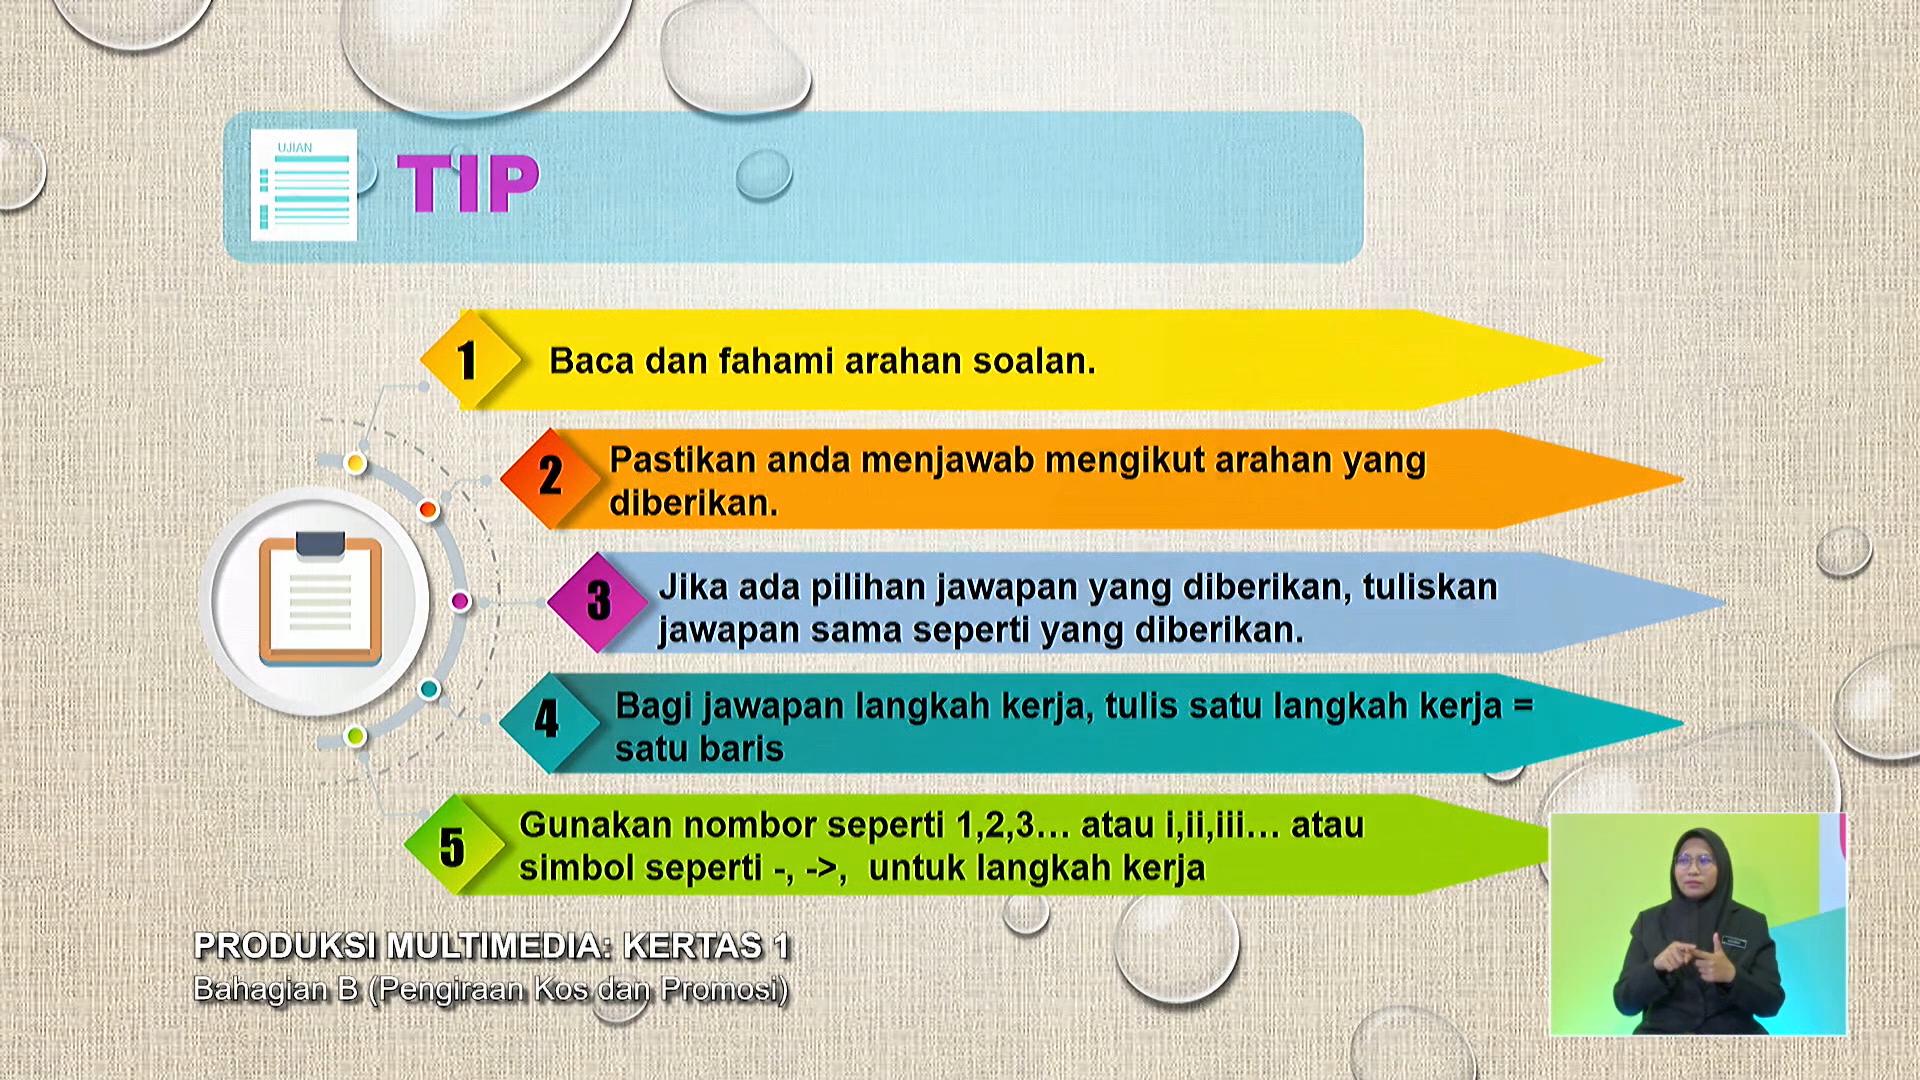 UJIAN
TIP
1
Baca dan fahami arahan soalan.
2
Pastikan anda menjawab mengikut arahan yang
diberikan.
3
Jika ada pilihan jawapan yang diberikan, tuliskan
jawapan sama seperti yang diberikan.
4
Bagi jawapan langkah kerja, tulis satu langkah kerja =
satu baris
5
Gunakan nombor seperti 1,2,3... atau i,ii,iii... atau
simbol seperti -, ->, untuk langkah kerja
PRODUKSI MULTIMEDIA: KERTAS 1
Bahagian B (Pengiraan Kos dan Promosi)